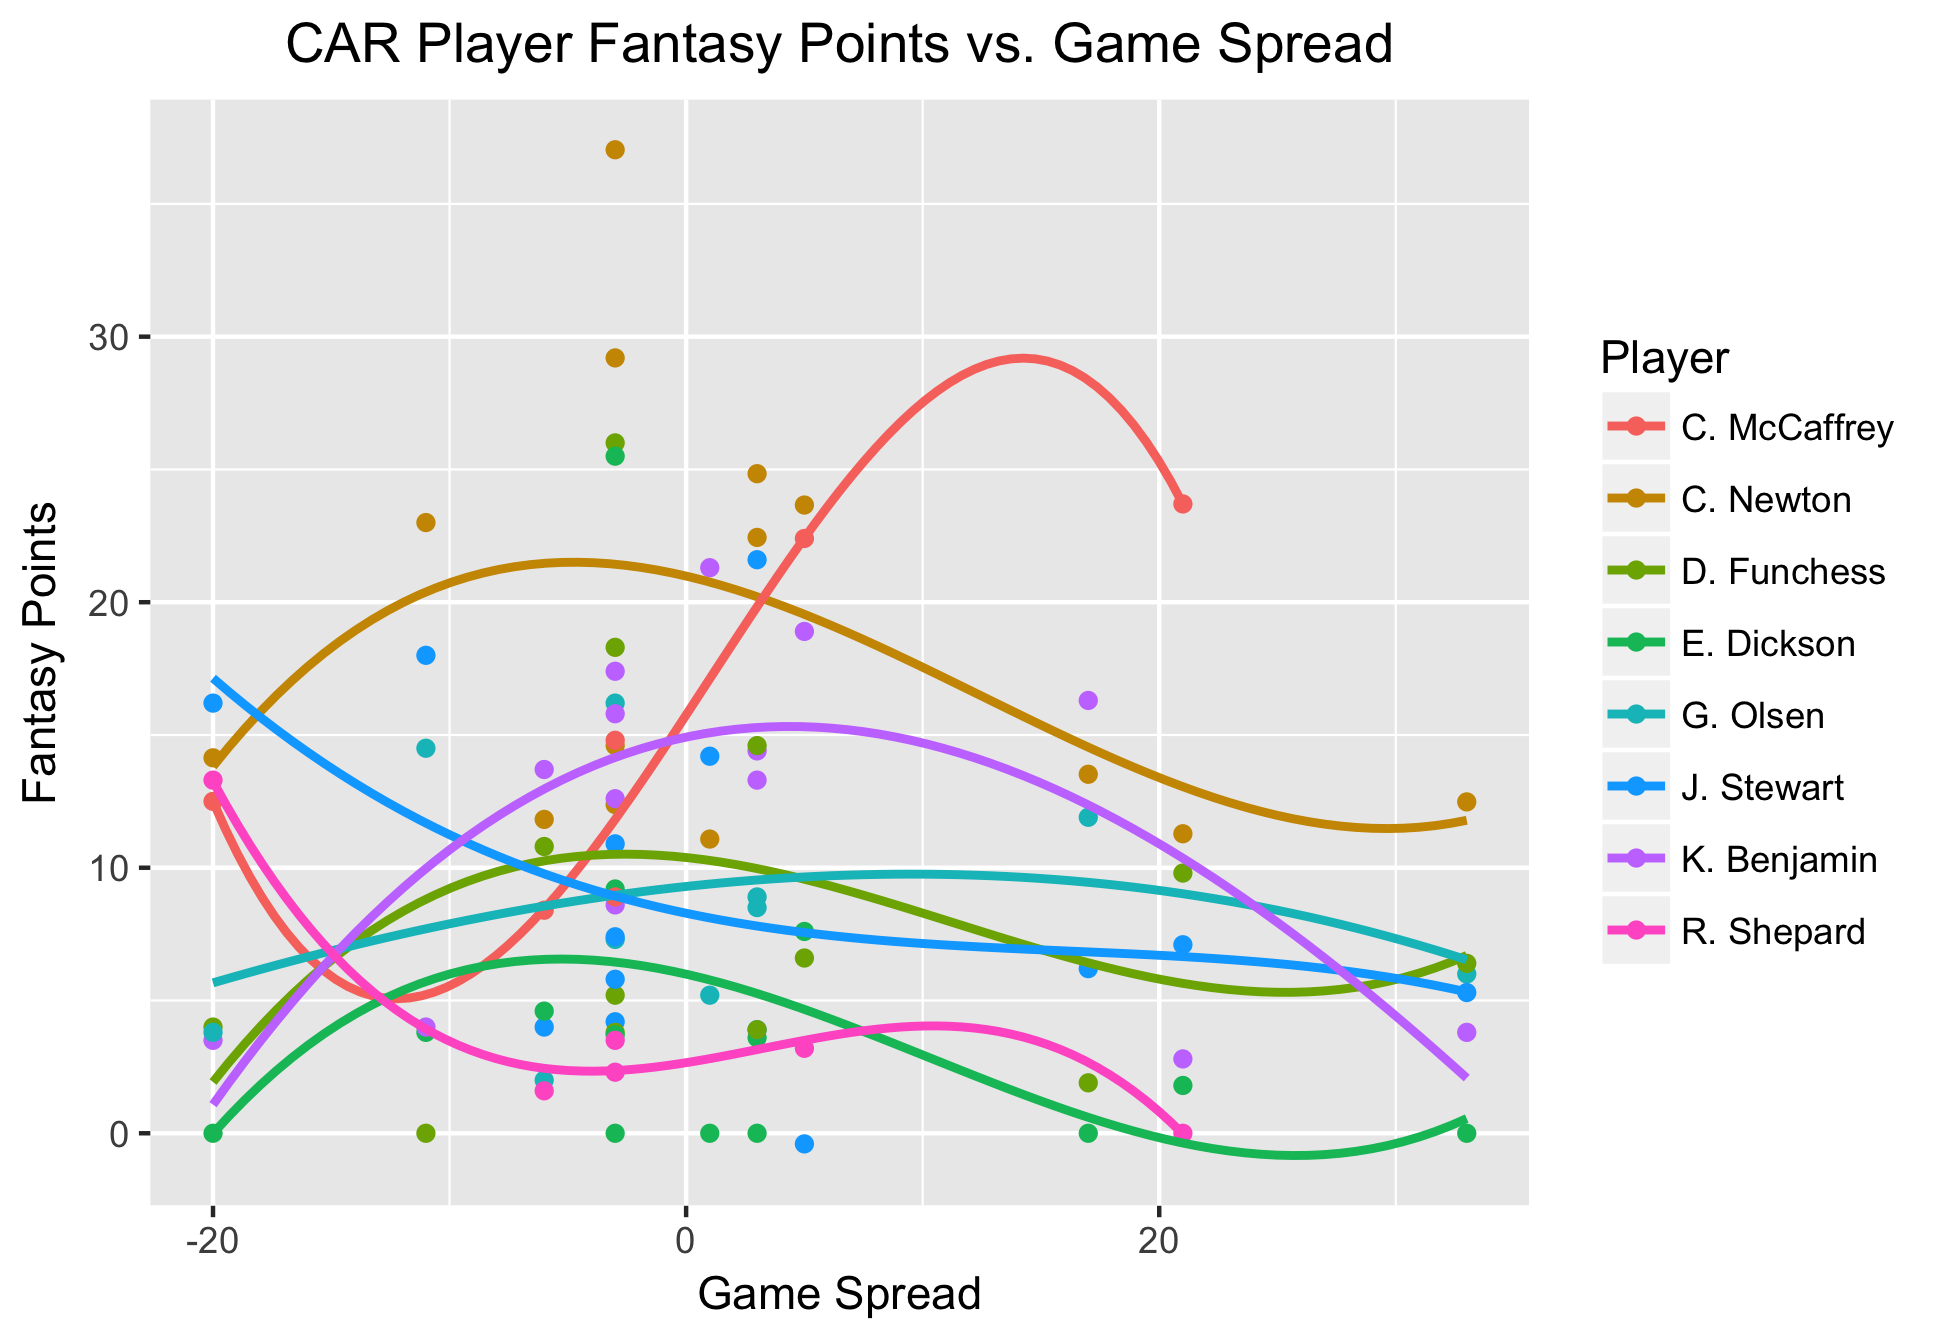 CAR Player Fantasy Points vs. Game Spread
Fantasy Points
30
20
10
0
-20
0
20
Game Spread
Player
C. McCaffrey
C. Newton
D. Funchess
E. Dickson
G. Olsen
J. Stewart
K. Benjamin
R. Shepard